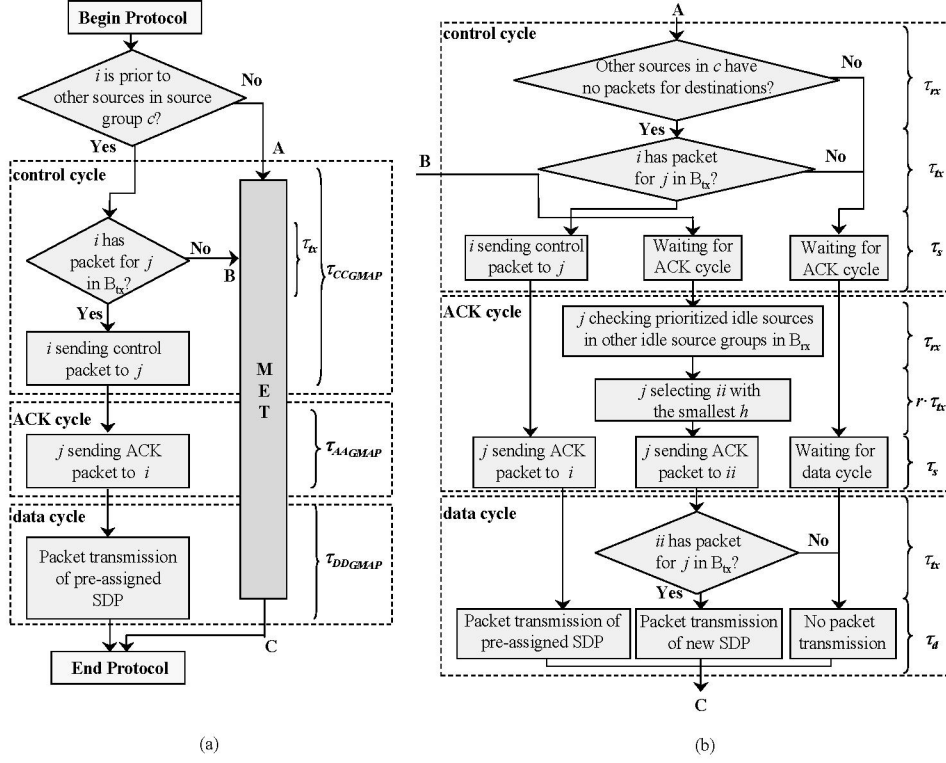 Begin Protocol
i is prior to
other sources in source
group c?
No
Yes
A
control cycle
i has
packet for j
in Btx?
No
B
Yes
i sending control
packet to j
τtx
τCCGMAP
M
E
T
ACK cycle
j sending ACK
packet to i
τAAGMAP
data cycle
Packet transmission
of pre-assigned
SDP
τDDGMAP
C
End Protocol
(a)
A
control cycle
Other sources in c have
no packets for destinations?
No
τrx
Yes
B
i has packet
for j in Btx?
No
τtx
i sending control
packet to j
Waiting for
ACK cycle
Waiting for
ACK cycle
τs
ACK cycle
j checking prioritized idle sources
in other idle source groups in Brx
τrx
j selecting ii with
the smallest h
r· τtx
j sending ACK
packet to i
j sending ACK
packet to ii
Waiting for
data cycle
τs
data cycle
ii has packet
for j in Btx?
No
τtx
Yes
Packet transmission of
pre-assigned SDP
Packet transmission
of new SDP
No packet
transmission
τd
C
(b)